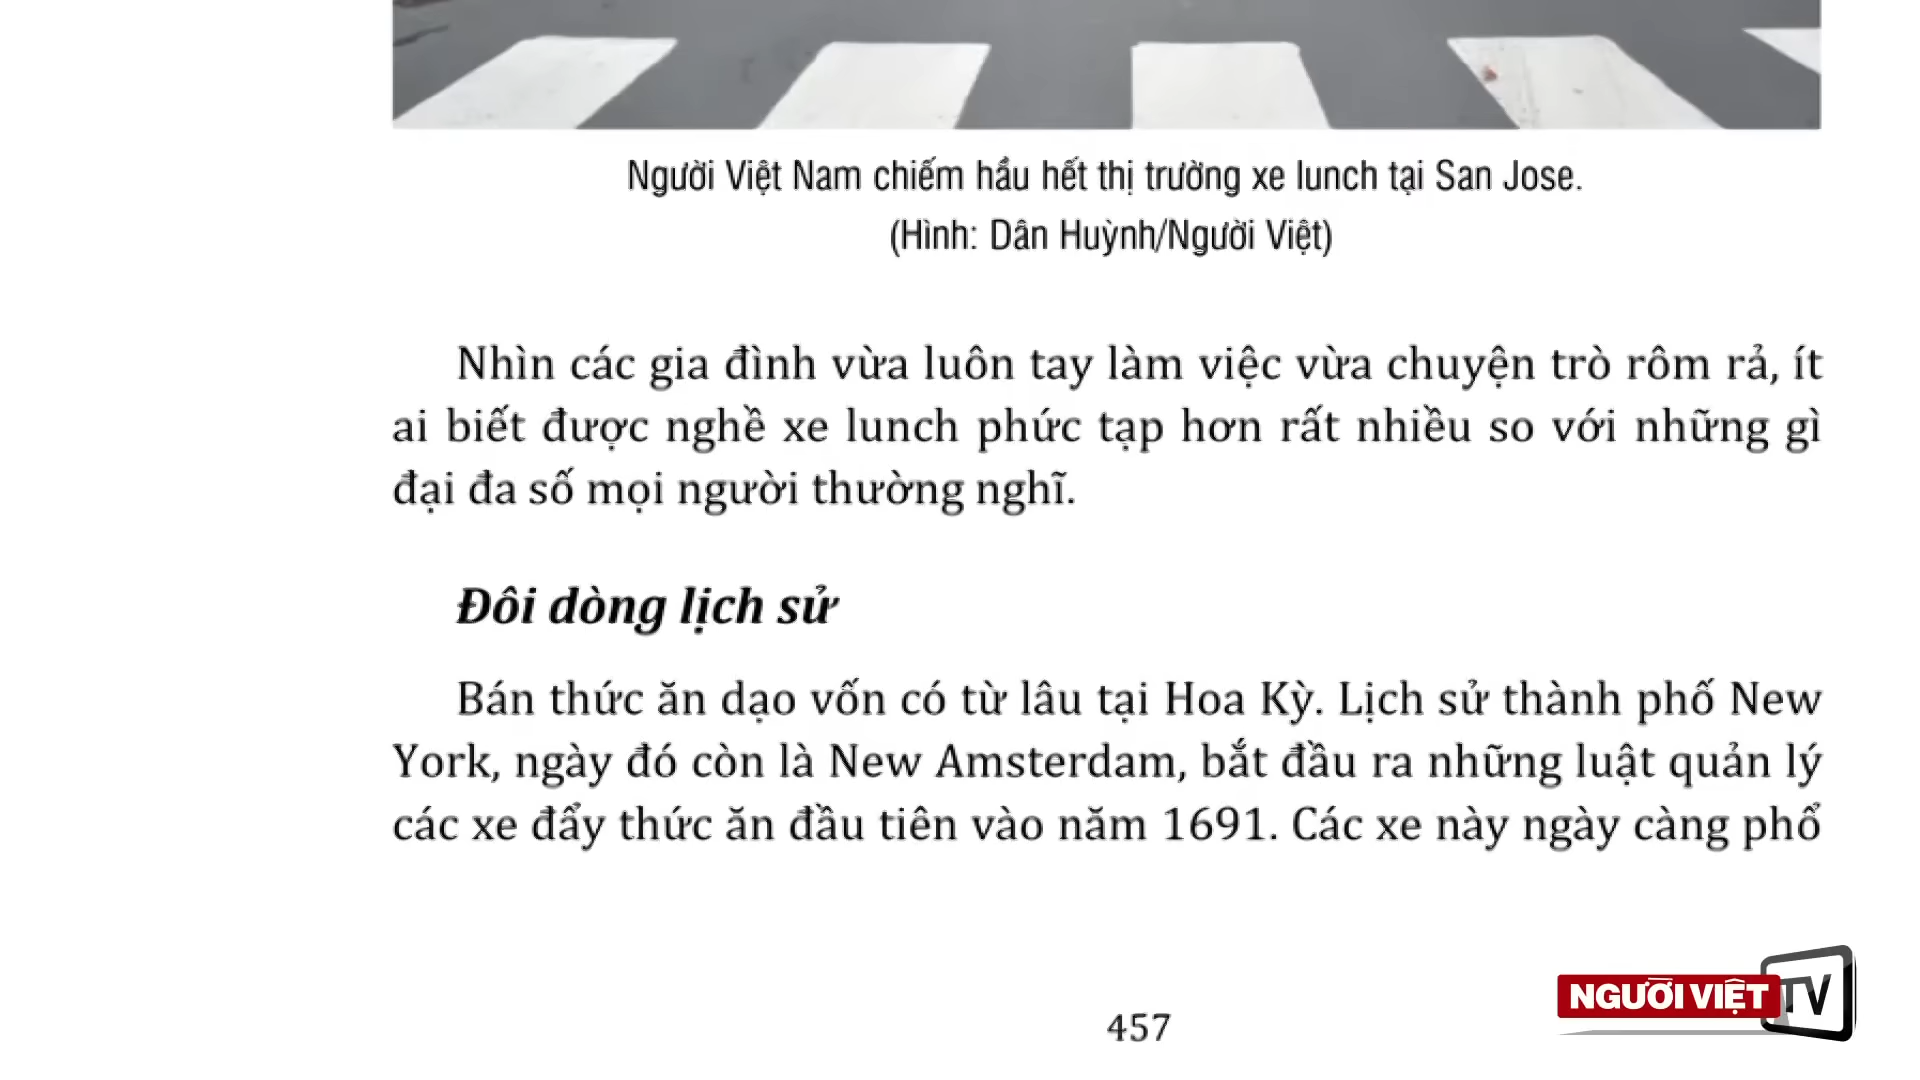 Người Việt Nam chiếm hầu hết thị trường xe lunch tại San Jose.
(Hình: Dân Huỳnh/Người Việt)
Nhìn các gia đình vừa luôn tay làm việc vừa chuyện trò rôm rả, ít
ai biết được nghề xe lunch phức tạp hơn rất nhiều so với những gì
đại đa số mọi người thường nghĩ.
Đôi dòng lịch sử
Bán thức ăn dạo vốn có từ lâu tại Hoa Kỳ. Lịch sử thành phố New
York, ngày đó còn là New Amsterdam, bắt đầu ra những luật quản lý
các xe đẩy thức ăn đầu tiên vào năm 1691. Các xe này ngày càng phổ
457
NGƯỜI VIỆT TV